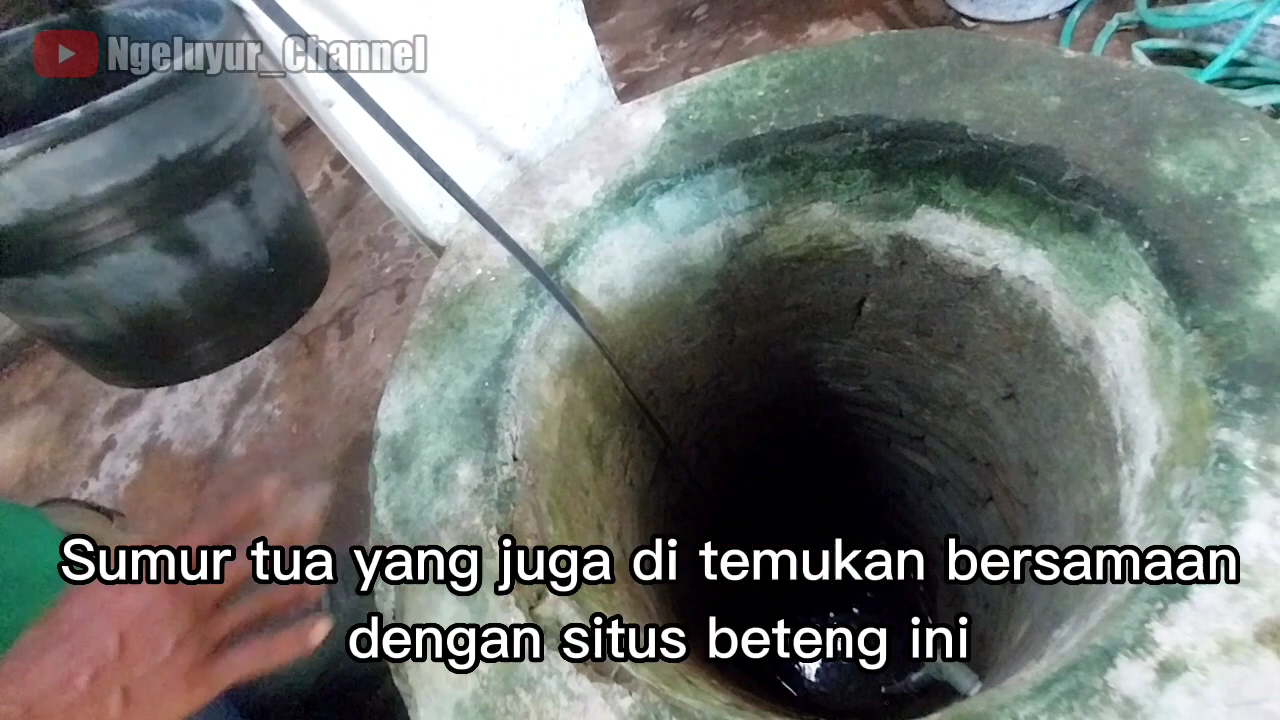 Ngeluyur_Channel
Sumur tua yang juga di temukan bersamaan
dengan situs beteng ini